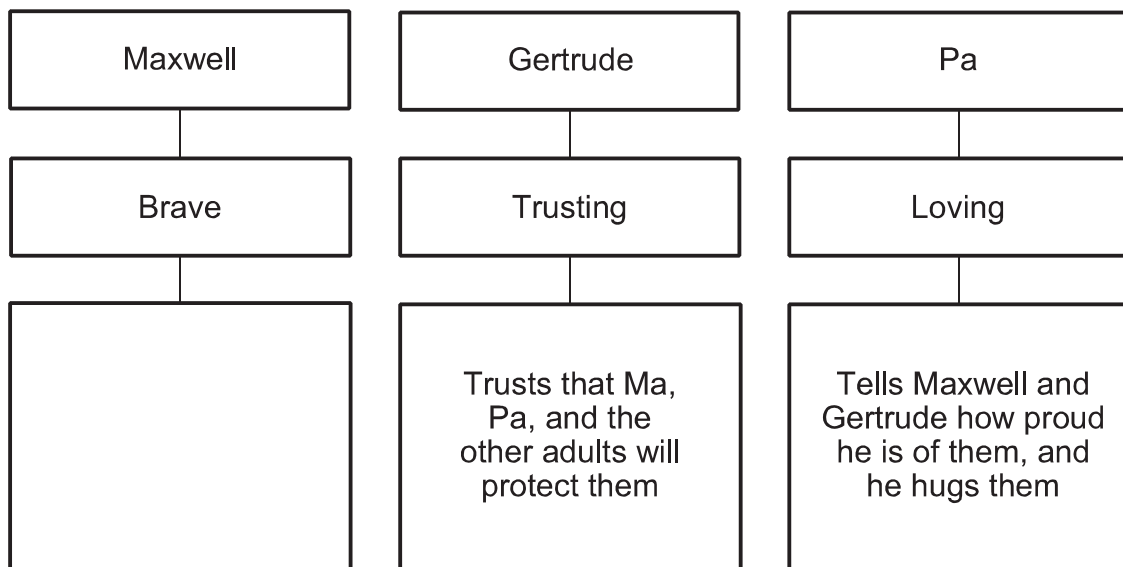 Maxwell
Gertrude
Pa
Brave
Trusting
Loving
Trusts that Ma,
Pa, and the
other adults will
protect them
Tells Maxwell and
Gertrude how proud
he is of them, and
he hugs them